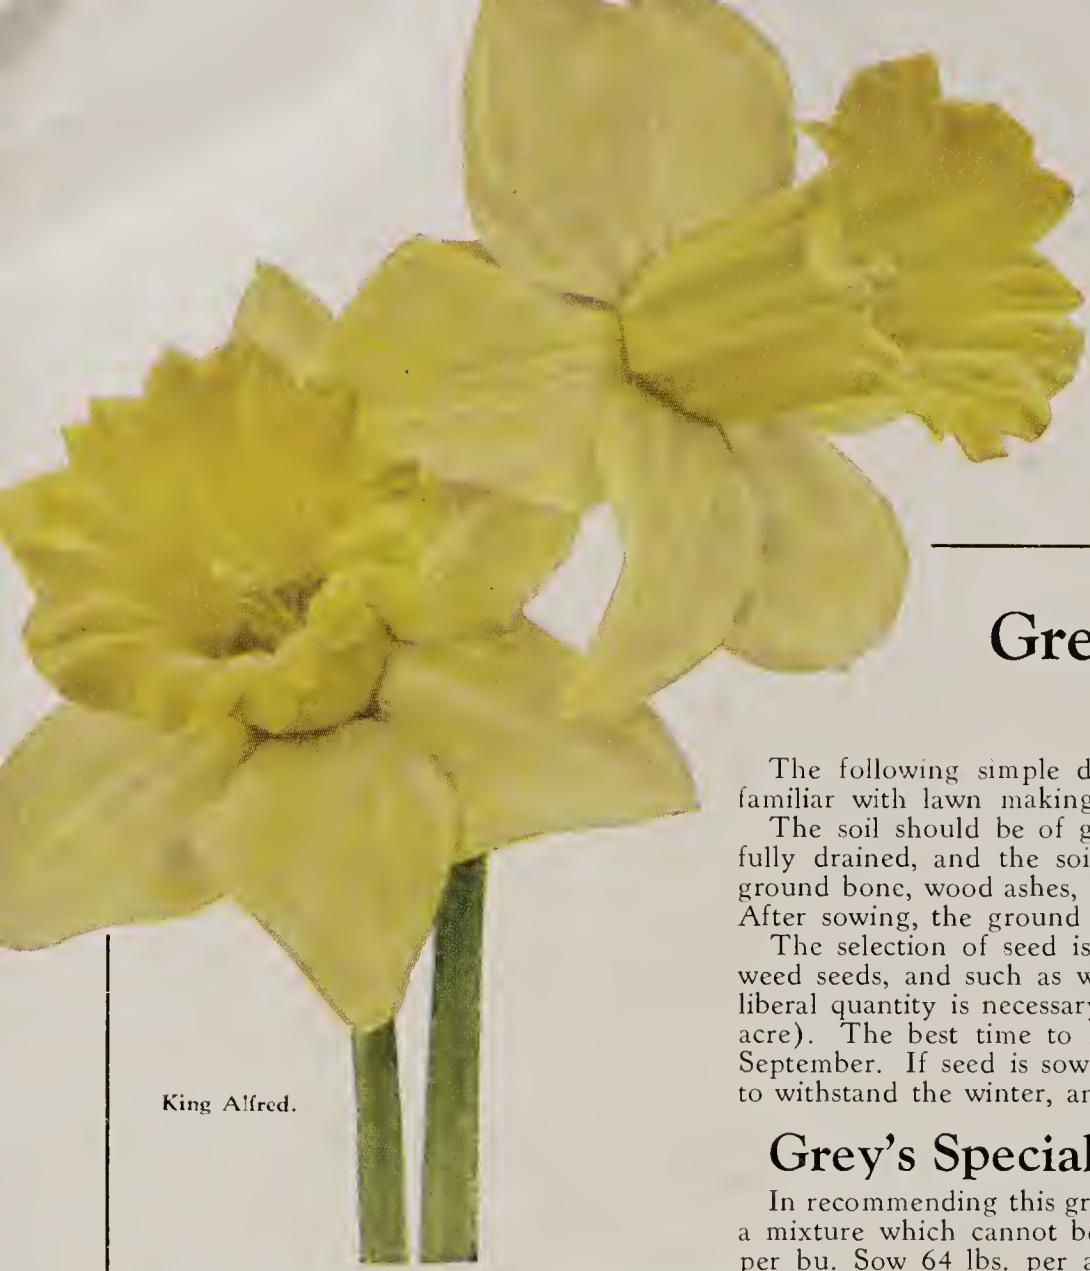 Gre
The following simple d
familiar with lawn making
The soil should be of g
fully drained, and the soi
ground bone, wood ashes,
After sowing, the ground
The selection of seed is
weed seeds, and such as w
liberal quantity is necessary
acre). The best time to
September. If seed is sow
to withstand the winter, an
King Alfred.
Grey's Special
In recommending this gr
a mixture which cannot be
per bu. Sow 64 lbs. per a